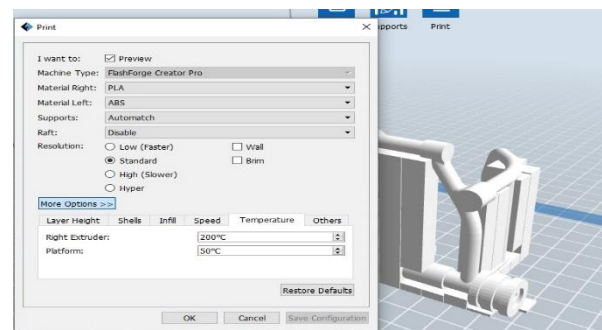 Print
Supports Print
I want to: Preview
Machine Type: FlashForge Creator Pro
Material Right: PLA
Material Left: ABS
Supports: Automatch
Raft: Disable
Resolution: Low (Faster) Wall
Standard Brim
High (Slower)
Hyper
More Options >>
Layer Height Shells Infill Speed Temperature Others
Right Extruder: 200°C
Platform: 50°C
Restore Defaults
OK Cancel Save Configuration